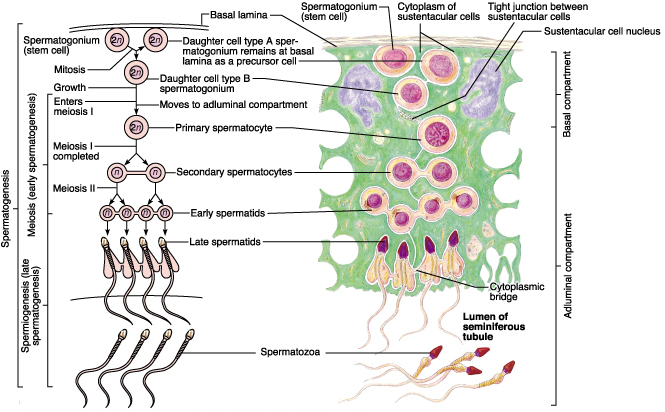 Basal lamina
Spermatogonium
(stem cell)
Cytoplasm of
sustentacular cells
Tight junction between
sustentacular cells
Sustentacular cell nucleus
Spermatogonium
(stem cell)
2n
2n
Daughter cell type A sper-
matogonium remains at basal
lamina as a precursor cell
Mitosis
2n
Daughter cell type B
spermatogonium
Growth
Enters
meiosis I
Moves to adluminal compartment
2n
Primary spermatocyte
Meiosis I
completed
n
n
Secondary spermatocytes
Meiosis II
n
n
n
n
Early spermatids
Late spermatids
Cytoplasmic
bridge
Lumen of
seminiferous
tubule
Spermatozoa
Spermatogenesis
Meiosis (early spermatogenesis)
Spermiogenesis (late
spermatogenesis)
Basal compartment
Adluminal compartment